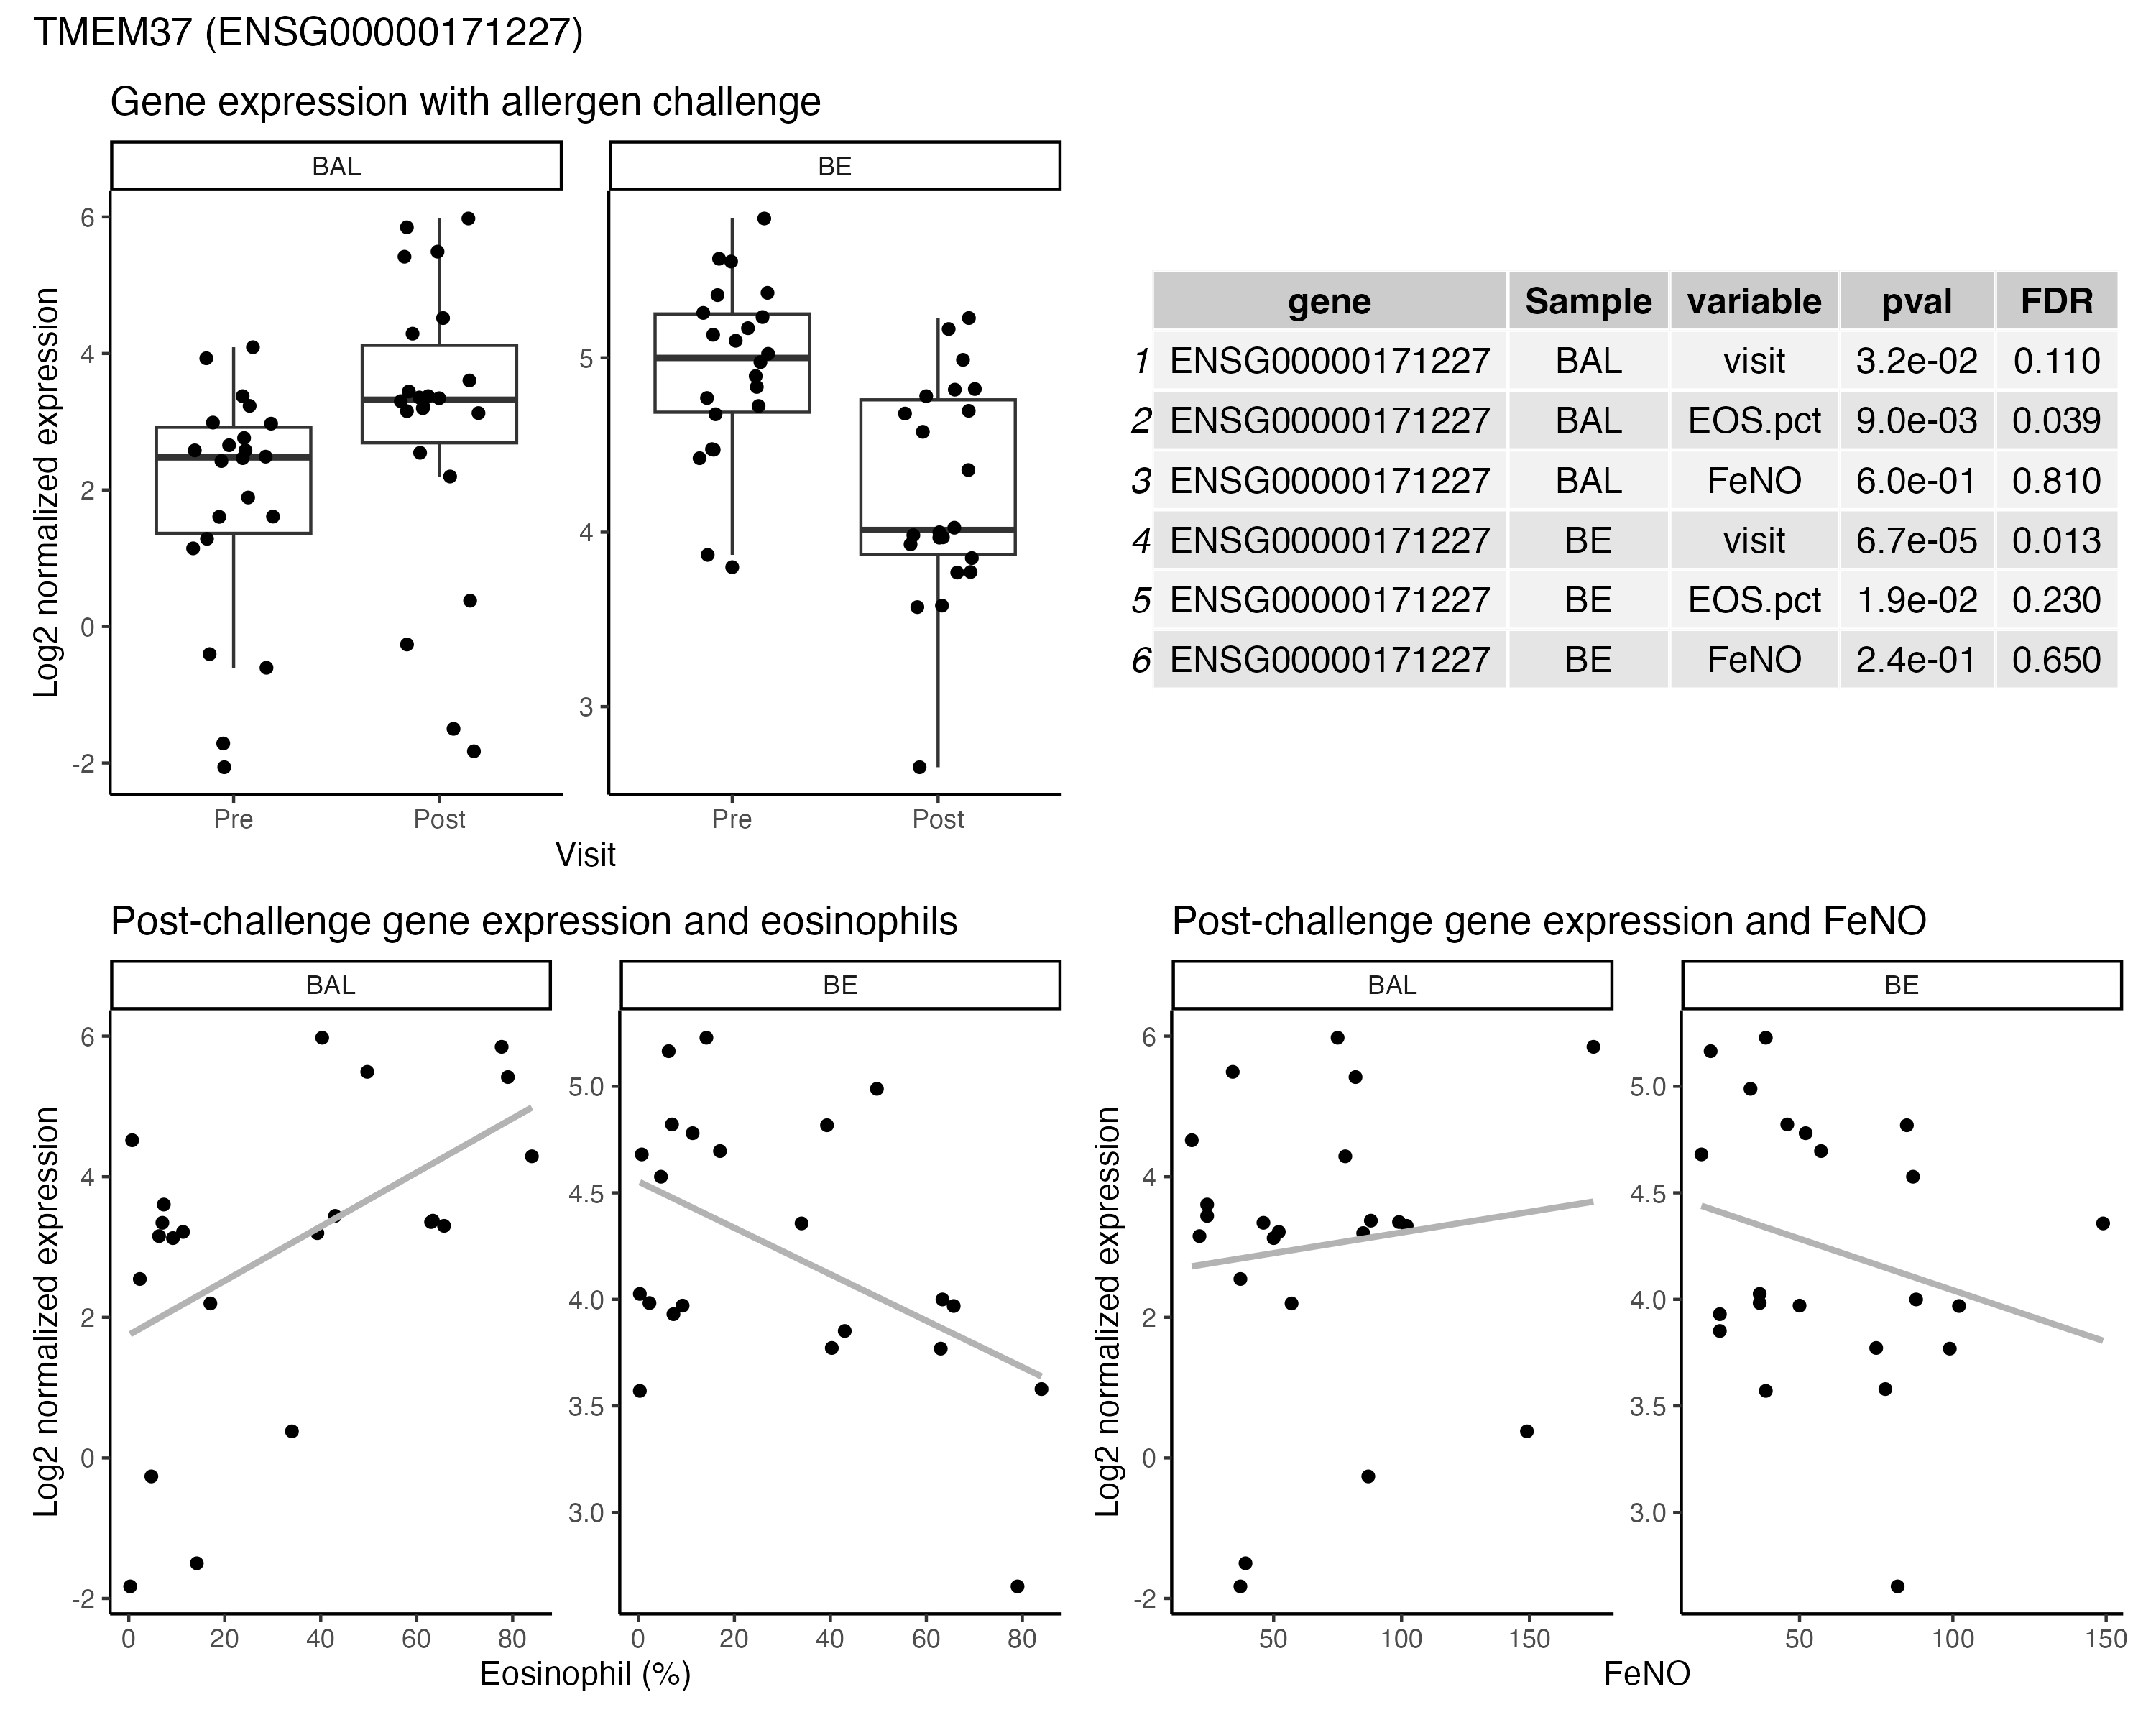 TMEM37 (ENSG00000171227)
Gene expression with allergen challenge
BAL BE
Log2 normalized expression
6
4
2
0
-2
5
4
3
Pre Post Pre Post
Visit
gene Sample variable pval FDR
1 ENSG00000171227 BAL visit 3.2e-02 0.110
2 ENSG00000171227 BAL EOS.pct 9.0e-03 0.039
3 ENSG00000171227 BAL FeNO 6.0e-01 0.810
4 ENSG00000171227 BE visit 6.7e-05 0.013
5 ENSG00000171227 BE EOS.pct 1.9e-02 0.230
6 ENSG00000171227 BE FeNO 2.4e-01 0.650
Post-challenge gene expression and eosinophils
BAL BE
Log2 normalized expression
6
4
2
0
-2
5.0
4.5
4.0
3.5
3.0
0 20 40 60 80 0 20 40 60 80
Eosinophil (%)
Post-challenge gene expression and FeNO
BAL BE
Log2 normalized expression
6
4
2
0
-2
5.0
4.5
4.0
3.5
3.0
50 100 150 50 100 150
FeNO